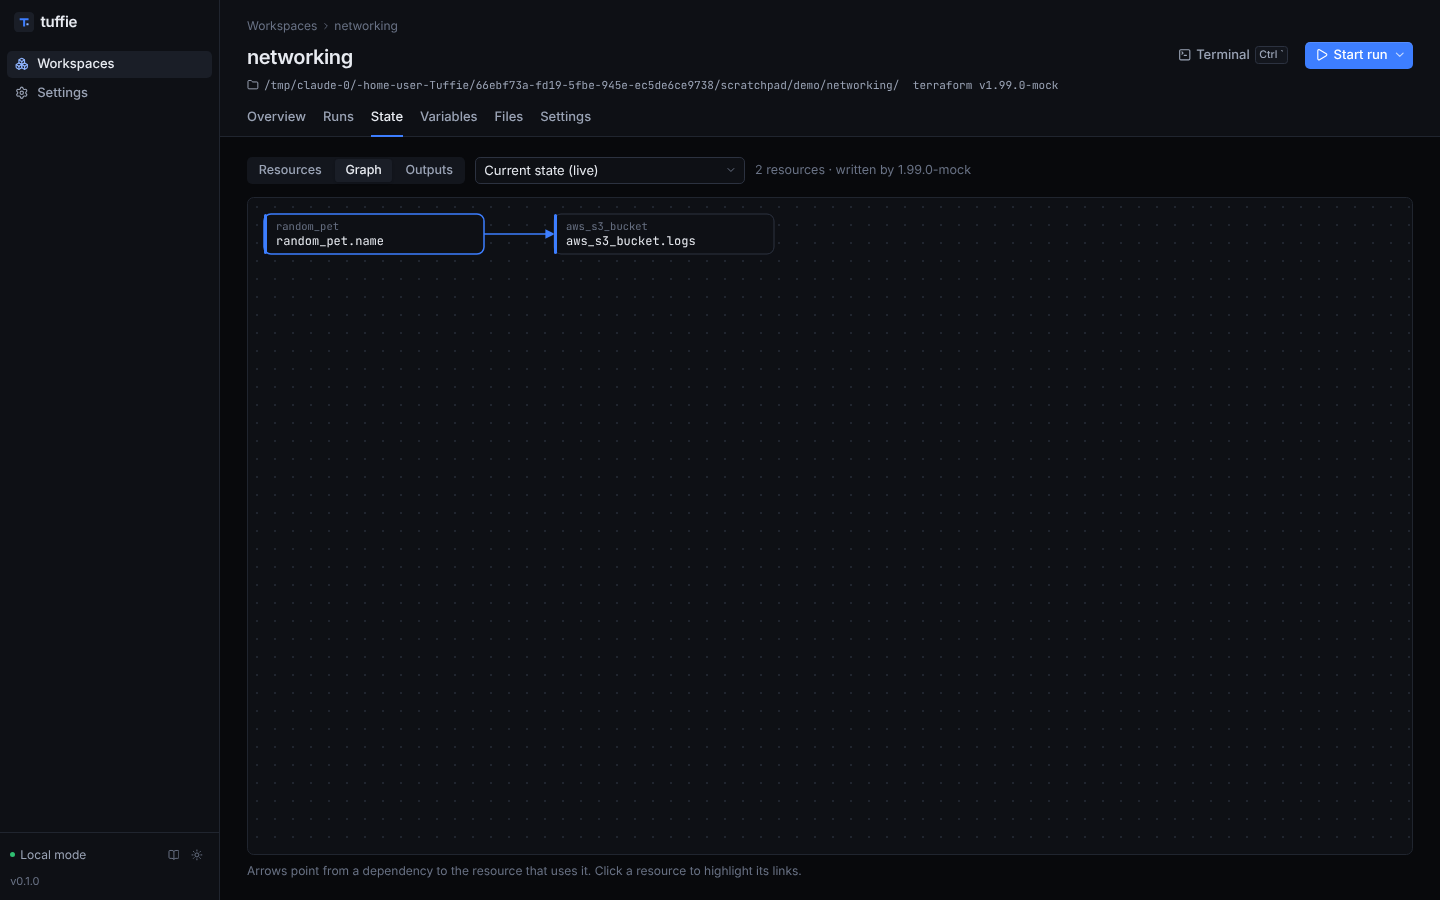 tuffie
Workspaces
Settings
Workspaces › networking
networking
Terminal Ctrl `
Start run
/tmp/claude-0/-home-user-Tuffie/66ebf73a-fd19-5fbe-945e-ec5de6ce9738/scratchpad/demo/networking/ terraform v1.99.0-mock
Overview Runs State Variables Files Settings
Resources Graph Outputs Current state (live) 2 resources · written by 1.99.0-mock
random_pet
random_pet.name
aws_s3_bucket
aws_s3_bucket.logs
Arrows point from a dependency to the resource that uses it. Click a resource to highlight its links.
Local mode
v0.1.0